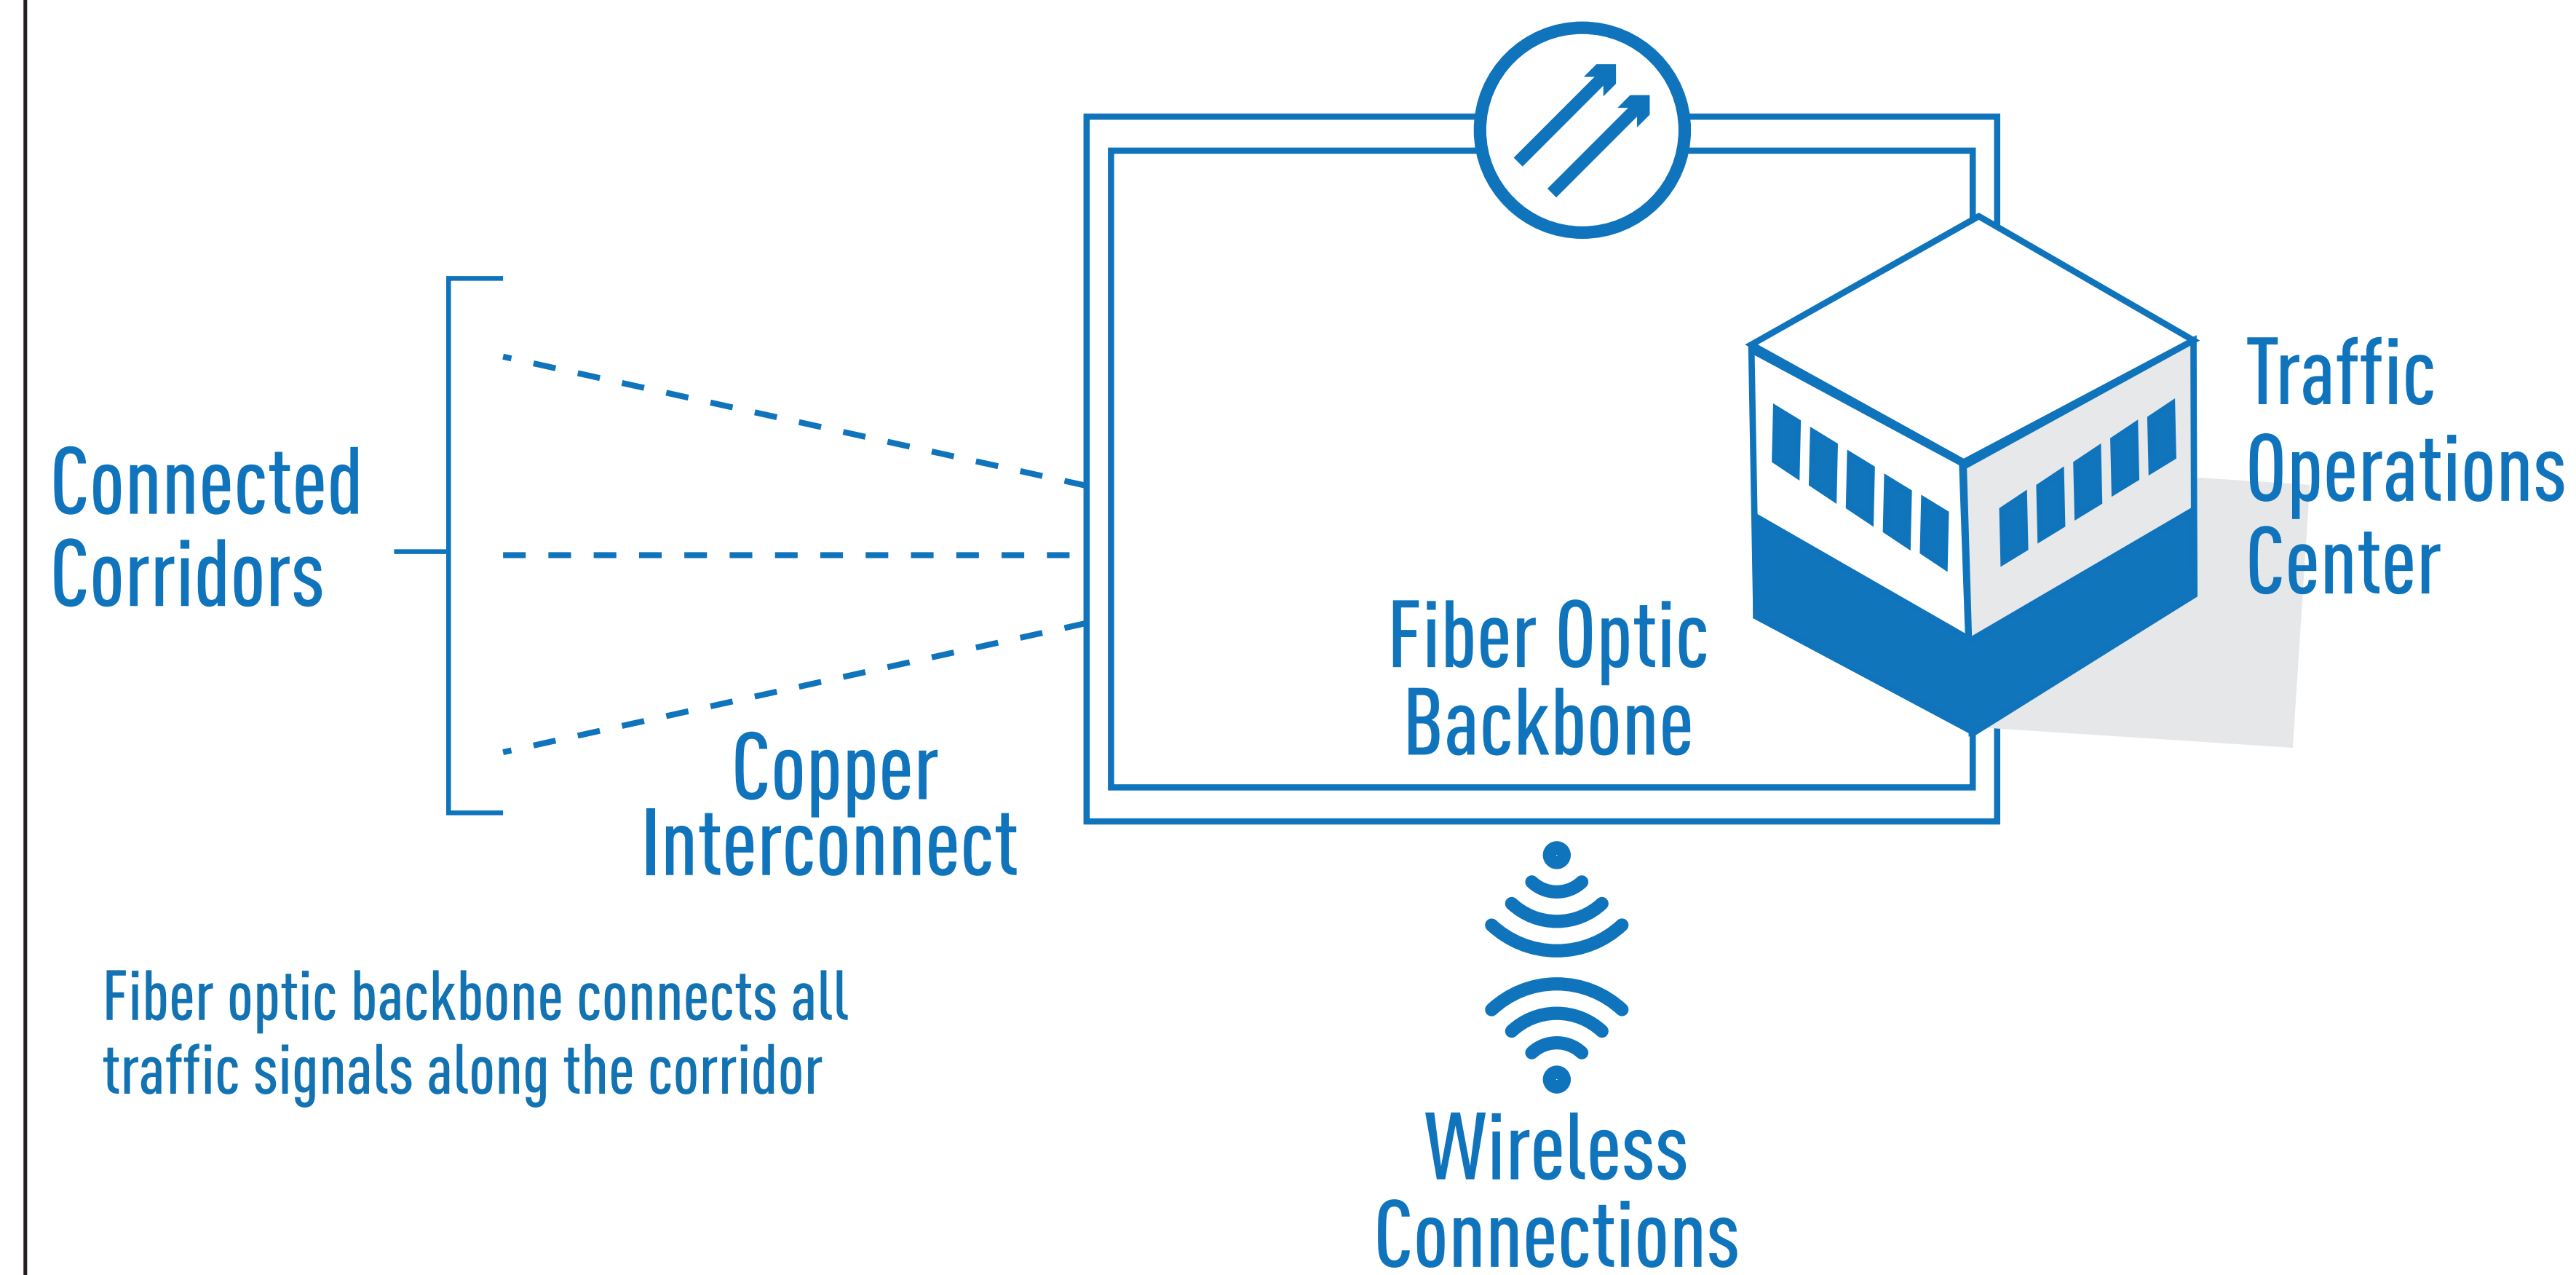 Connected
Corridors
Copper
Interconnect
Fiber Optic
Backbone
Traffic
Operations
Center
Fiber optic backbone connects all
traffic signals along the corridor
Wireless
Connections